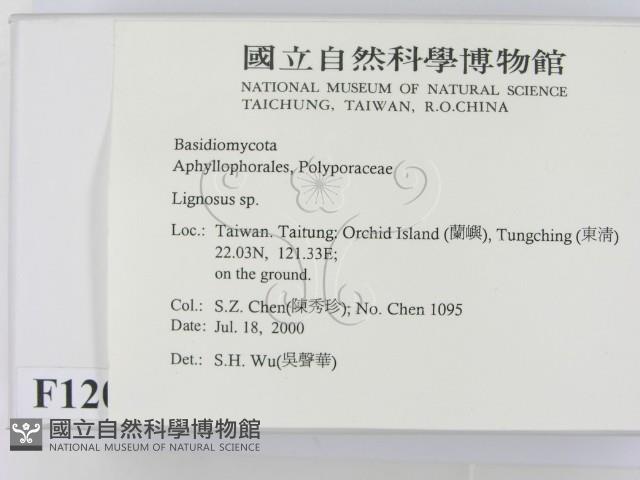 國立自然科學博物館
NATIONAL MUSEUM OF NATURAL SCIENCE
TAICHUNG, TAIWAN, R.O.CHINA
Basidiomycota
Aphyllophorales, Polyporaceae
Lignosus sp.
Loc.: Taiwan. Taitung: Orchid Island (蘭嶼), Tungching (東清)
22.03N, 121.33E;
on the ground.
Col.: S.Z. Chen(陳秀珍); No. Chen 1095
Date: Jul. 18, 2000
Det.: S.H. Wu(吳聲華)
F120
國立自然科學博物館
NATIONAL MUSEUM OF NATURAL SCIENCE